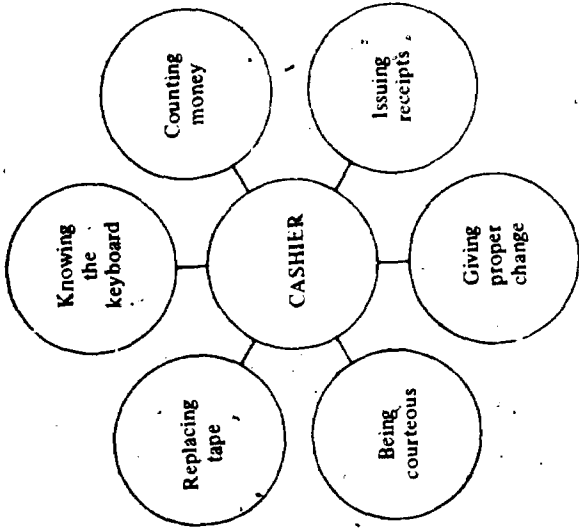 Knowing
the
keyboard
Replacing
tape
Counting
money
CASHIER
Being
courteous
Issuing
receipts
Giving
proper
change